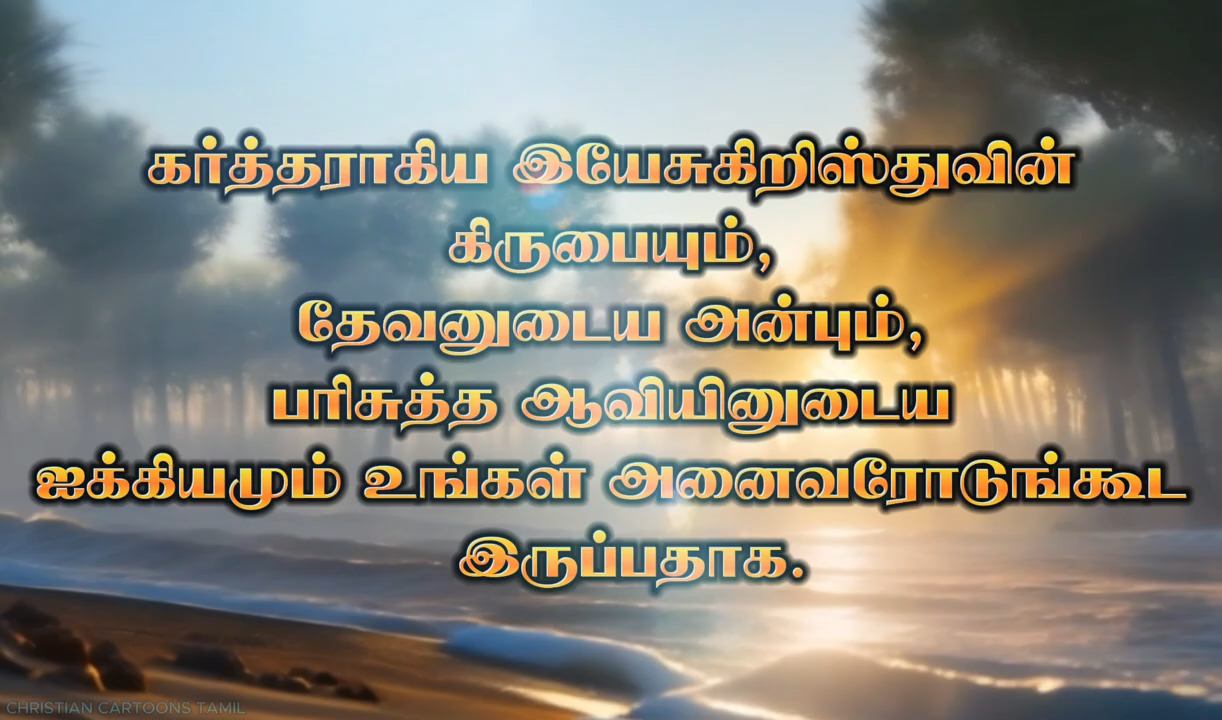 கர்த்தராகிய இயேசுகிறிஸ்துவின்
கிருபையும்,
தேவனுடைய அன்பும்,
பரிசுத்த ஆவியினுடைய
ஐக்கியமும் உங்கள் அனைவரோடுங்கூட
இருப்பதாக.
CHRISTIAN CARTOONS TAMIL